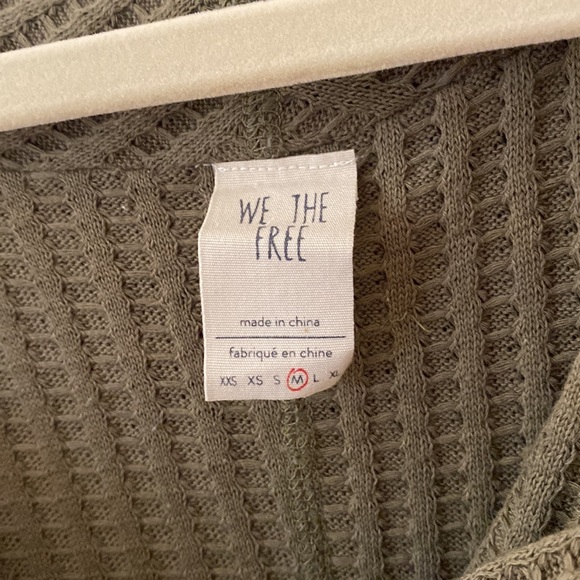 WE THE
FREE
made in china
fabriqué en chine
XXS XS S M L XL